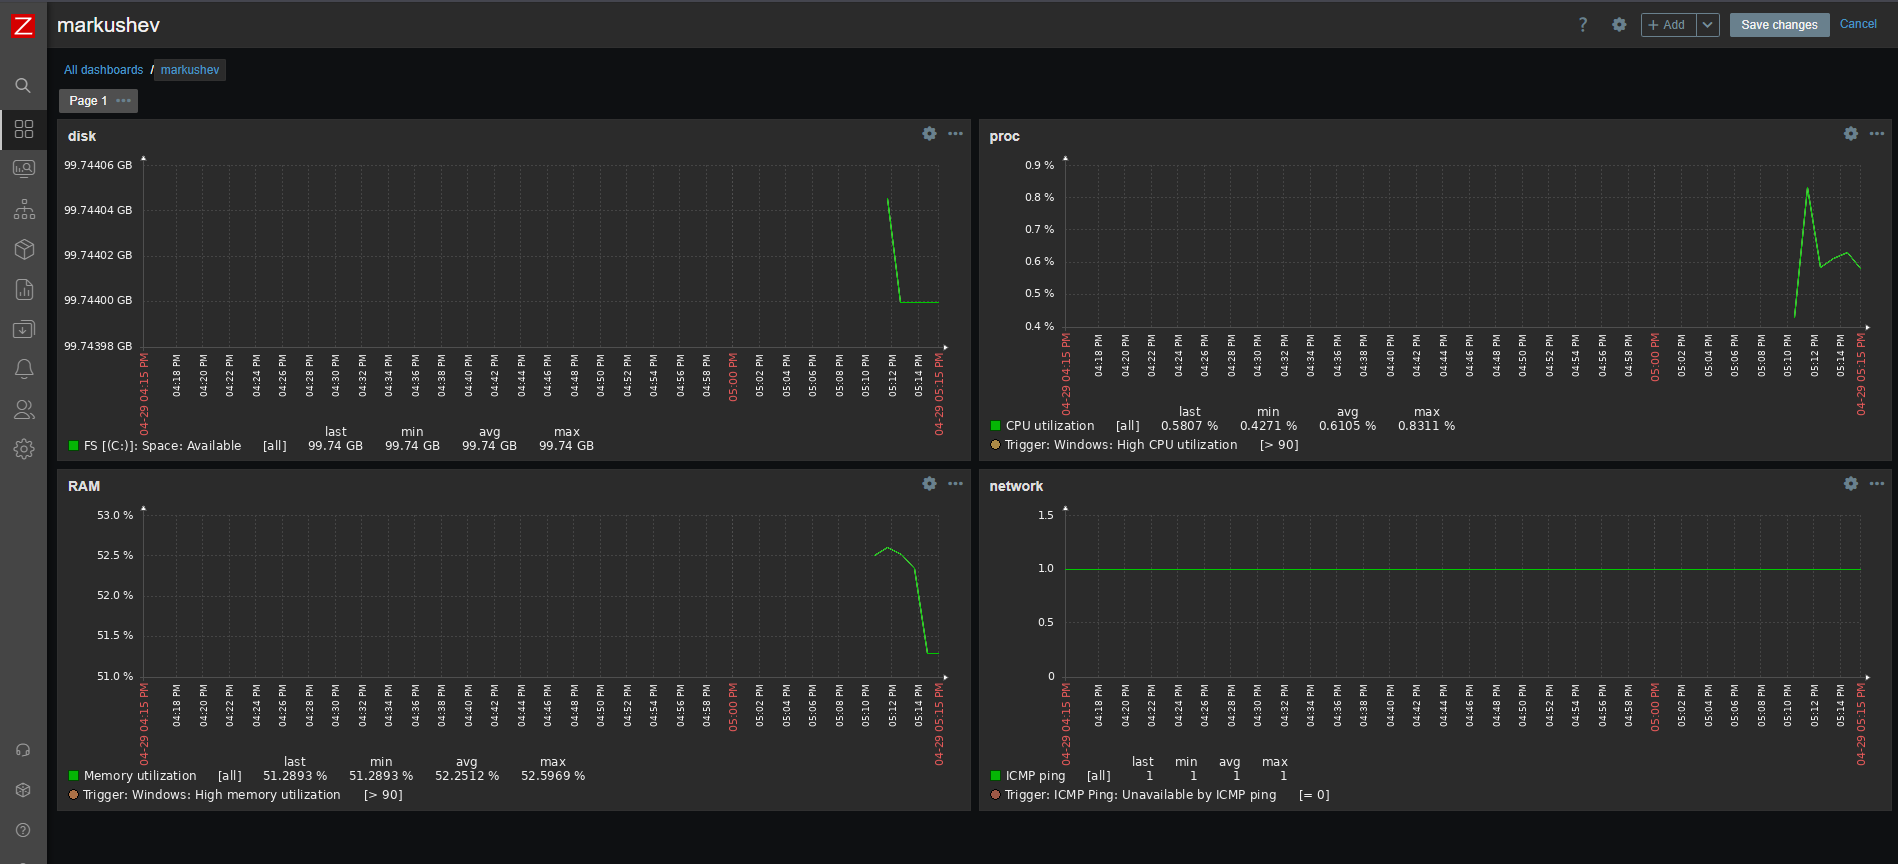 Z
markushev
?
+ Add
Save changes
Cancel
All dashboards / markushev
Page 1
disk
99.74406 GB
99.74404 GB
99.74402 GB
99.74400 GB
99.74398 GB
04-29 04:15 PM
04:18 PM
04:20 PM
04:22 PM
04:24 PM
04:26 PM
04:28 PM
04:30 PM
04:32 PM
04:34 PM
04:36 PM
04:38 PM
04:40 PM
04:42 PM
04:44 PM
04:46 PM
04:48 PM
04:50 PM
04:52 PM
04:54 PM
04:56 PM
04:58 PM
05:00 PM
05:02 PM
05:04 PM
05:06 PM
05:08 PM
05:10 PM
05:12 PM
05:14 PM
04-29 05:15 PM
last min avg max
FS [(C:)]: Space: Available [all] 99.74 GB 99.74 GB 99.74 GB 99.74 GB
proc
0.9 %
0.8 %
0.7 %
0.6 %
0.5 %
0.4 %
04-29 04:15 PM
04:18 PM
04:20 PM
04:22 PM
04:24 PM
04:26 PM
04:28 PM
04:30 PM
04:32 PM
04:34 PM
04:36 PM
04:38 PM
04:40 PM
04:42 PM
04:44 PM
04:46 PM
04:48 PM
04:50 PM
04:52 PM
04:54 PM
04:56 PM
04:58 PM
05:00 PM
05:02 PM
05:04 PM
05:06 PM
05:08 PM
05:10 PM
05:12 PM
05:14 PM
04-29 05:15 PM
last min avg max
CPU utilization [all] 0.5807 % 0.4271 % 0.6105 % 0.8311 %
Trigger: Windows: High CPU utilization [> 90]
RAM
53.0 %
52.5 %
52.0 %
51.5 %
51.0 %
04-29 04:15 PM
04:18 PM
04:20 PM
04:22 PM
04:24 PM
04:26 PM
04:28 PM
04:30 PM
04:32 PM
04:34 PM
04:36 PM
04:38 PM
04:40 PM
04:42 PM
04:44 PM
04:46 PM
04:48 PM
04:50 PM
04:52 PM
04:54 PM
04:56 PM
04:58 PM
05:00 PM
05:02 PM
05:04 PM
05:06 PM
05:08 PM
05:10 PM
05:12 PM
05:14 PM
04-29 05:15 PM
last min avg max
Memory utilization [all] 51.2893 % 51.2893 % 52.2512 % 52.5969 %
Trigger: Windows: High memory utilization [> 90]
network
1.5
1.0
0.5
0
04-29 04:15 PM
04:18 PM
04:20 PM
04:22 PM
04:24 PM
04:26 PM
04:28 PM
04:30 PM
04:32 PM
04:34 PM
04:36 PM
04:38 PM
04:40 PM
04:42 PM
04:44 PM
04:46 PM
04:48 PM
04:50 PM
04:52 PM
04:54 PM
04:56 PM
04:58 PM
05:00 PM
05:02 PM
05:04 PM
05:06 PM
05:08 PM
05:10 PM
05:12 PM
05:14 PM
04-29 05:15 PM
last min avg max
ICMP ping [all] 1 1 1 1
Trigger: ICMP Ping: Unavailable by ICMP ping [= 0]